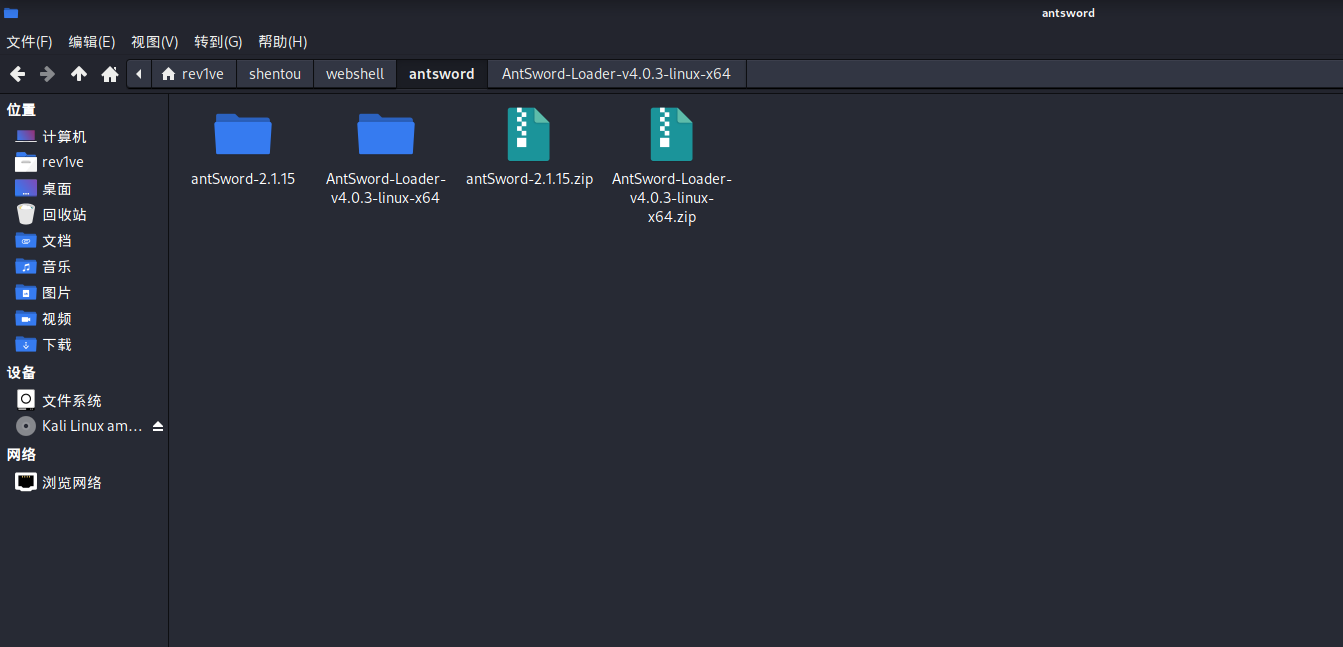 antsword
文件(F) 编辑(E) 视图(V) 转到(G) 帮助(H)
rev1ve shentou webshell antsword AntSword-Loader-v4.0.3-linux-x64
位置
计算机
rev1ve
桌面
回收站
文档
音乐
图片
视频
下载
设备
文件系统
Kali Linux am...
网络
浏览网络
antSword-2.1.15
AntSword-Loader-
v4.0.3-linux-x64
antSword-2.1.15.zip
AntSword-Loader-
v4.0.3-linux-
x64.zip